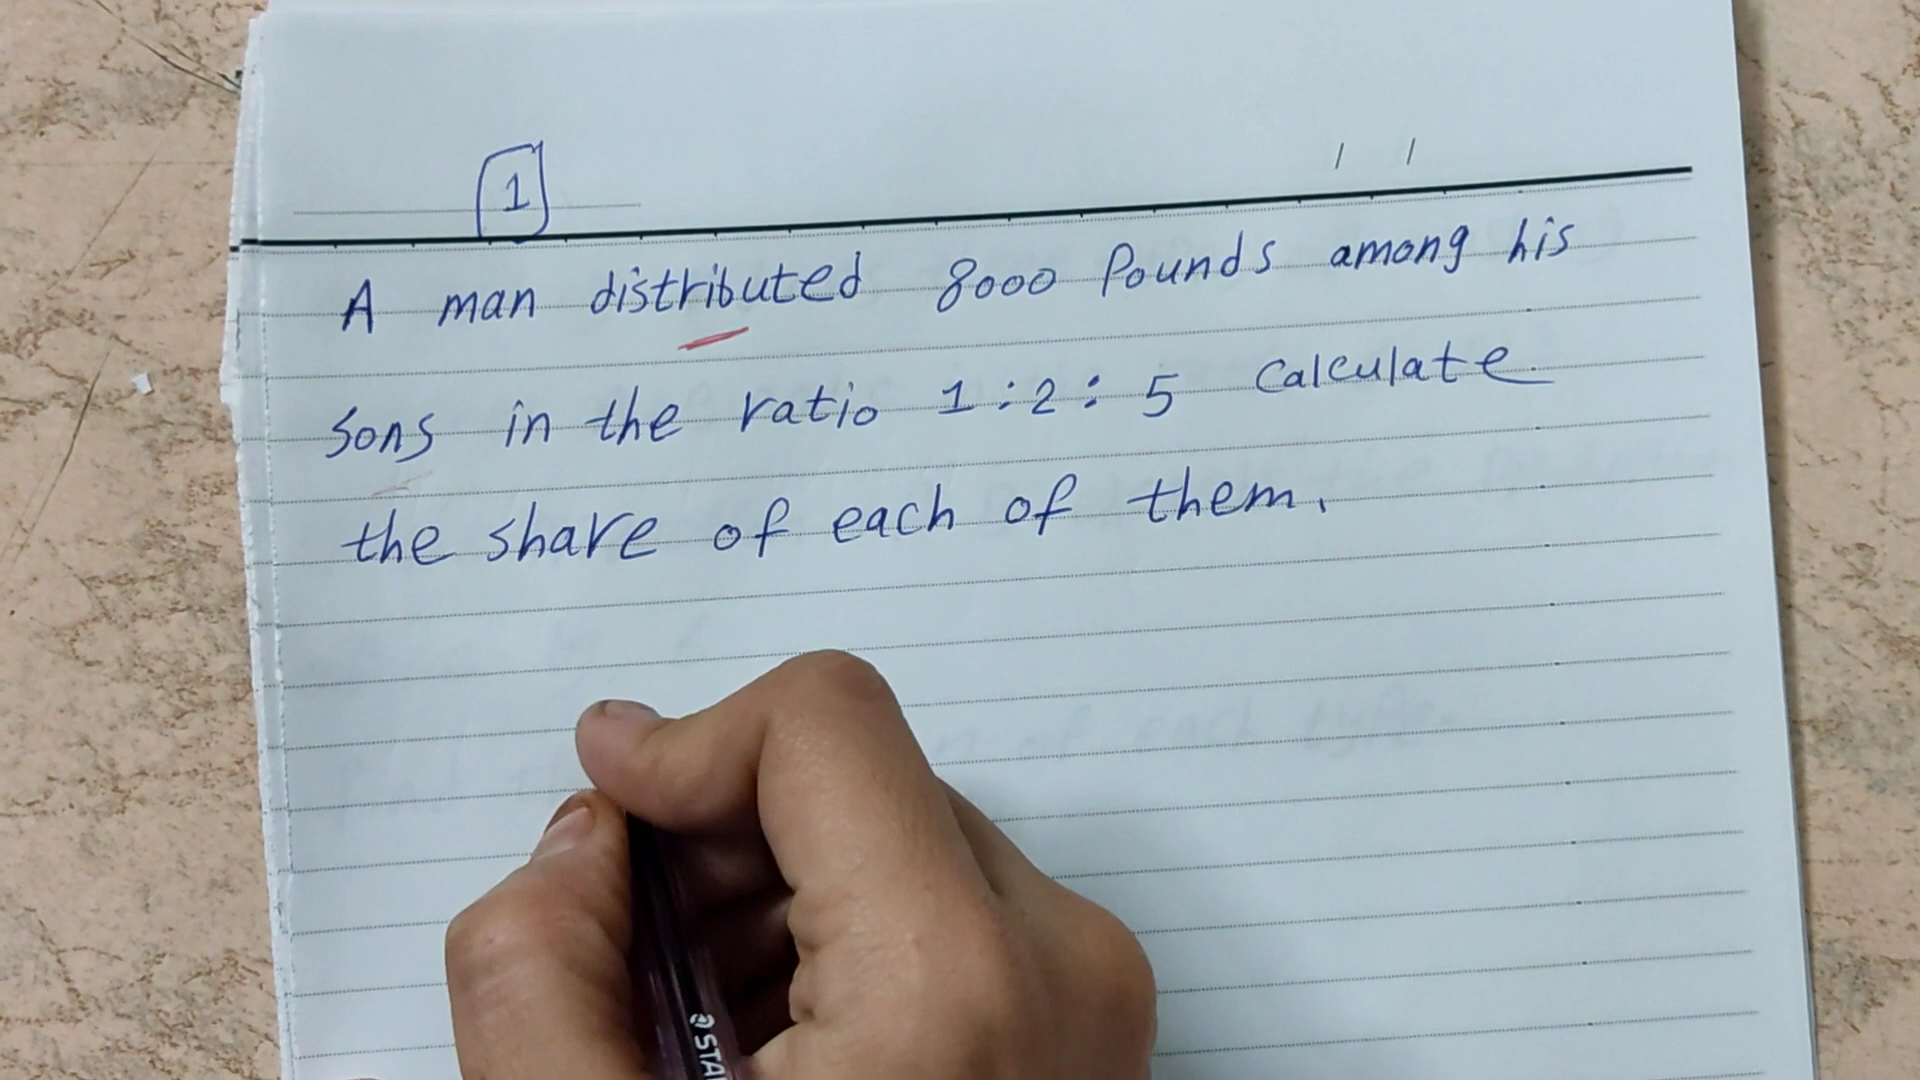 1
A man distributed 8000 Pounds among his
sons in the ratio 1:2:5 Calculate
the share of each of them.
STA